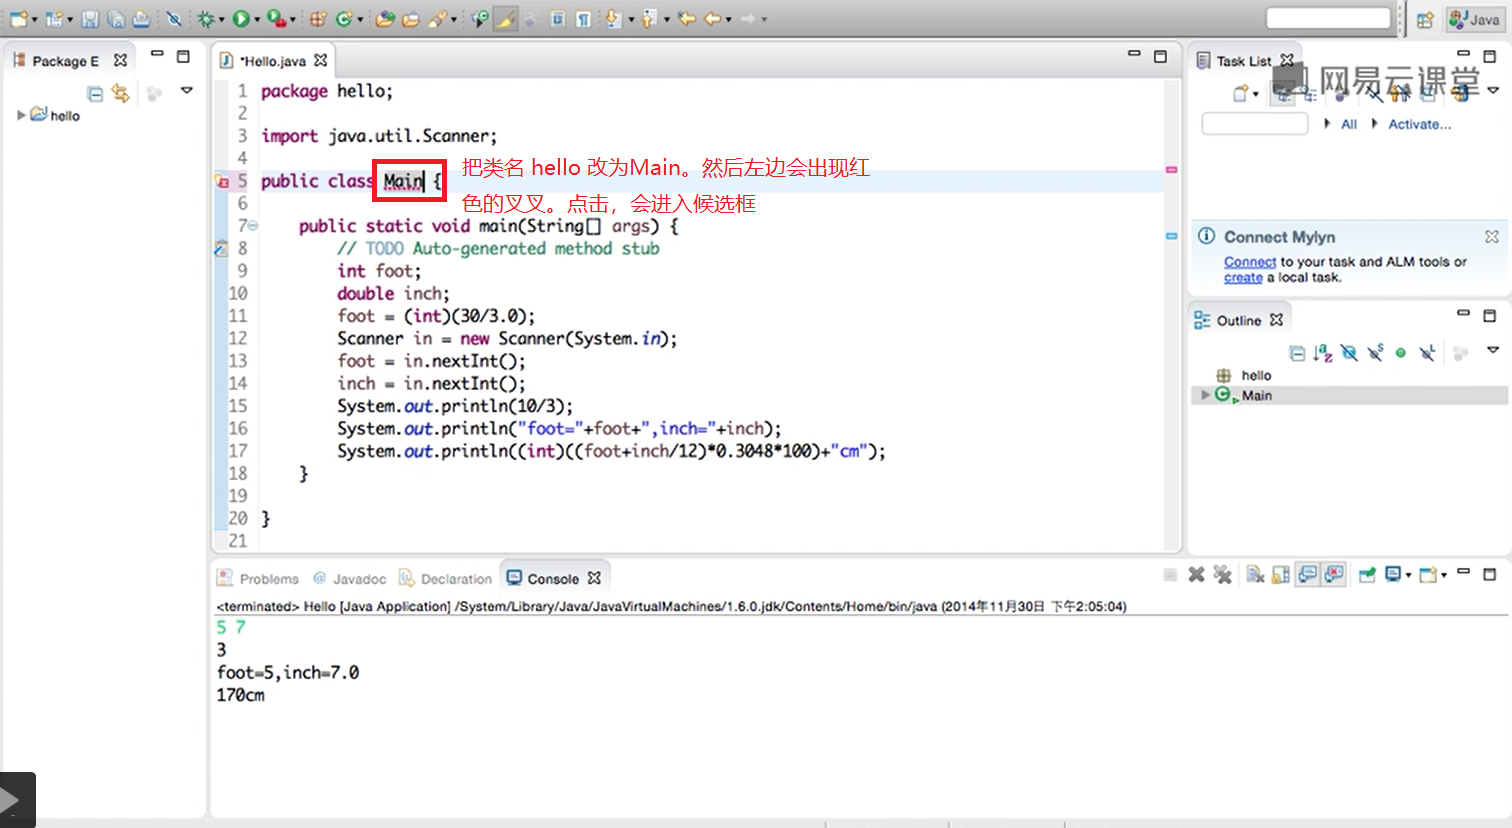 Java
Package E
*Hello.java
Task List
网易云课堂
hello
All
Activate...
1 package hello;
2
3 import java.util.Scanner;
4
5 public class Main {
6
7 public static void main(String[] args) {
8 // TODO Auto-generated method stub
9 int foot;
10 double inch;
11 foot = (int)(30/3.0);
12 Scanner in = new Scanner(System.in);
13 foot = in.nextInt();
14 inch = in.nextInt();
15 System.out.println(10/3);
16 System.out.println("foot="+foot+",inch="+inch);
17 System.out.println((int)((foot+inch/12)*0.3048*100)+"cm");
18 }
19
20 }
21
把类名 hello 改为Main。然后左边会出现红
色的叉叉。点击，会进入候选框
Connect Mylyn
Connect to your task and ALM tools or
create a local task.
Outline
hello
Main
Problems
@ Javadoc
Declaration
Console
<terminated> Hello [Java Application] /System/Library/Java/JavaVirtualMachines/1.6.0.jdk/Contents/Home/bin/java (2014年11月30日 下午2:05:04)
5 7
3
foot=5,inch=7.0
170cm